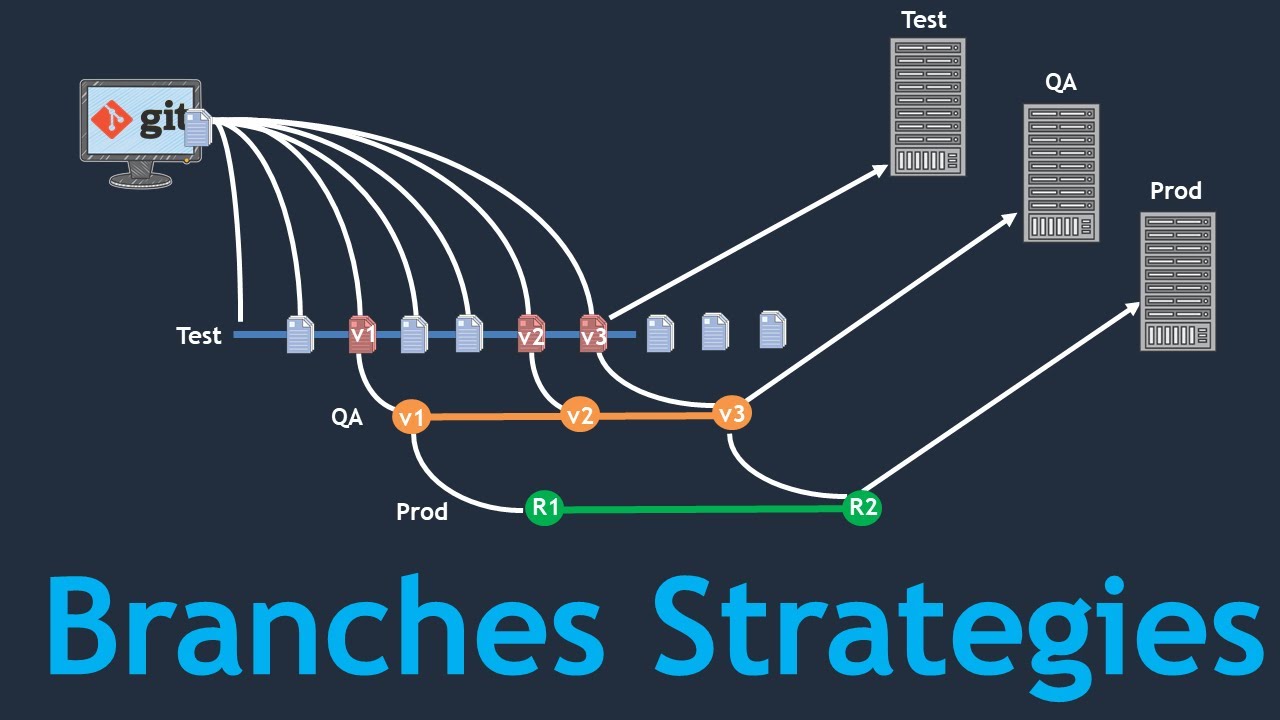 Test
QA
git
Prod
Test
v1
v2
v3
QA
v1
v2
v3
Prod
R1
R2
Branches Strategies